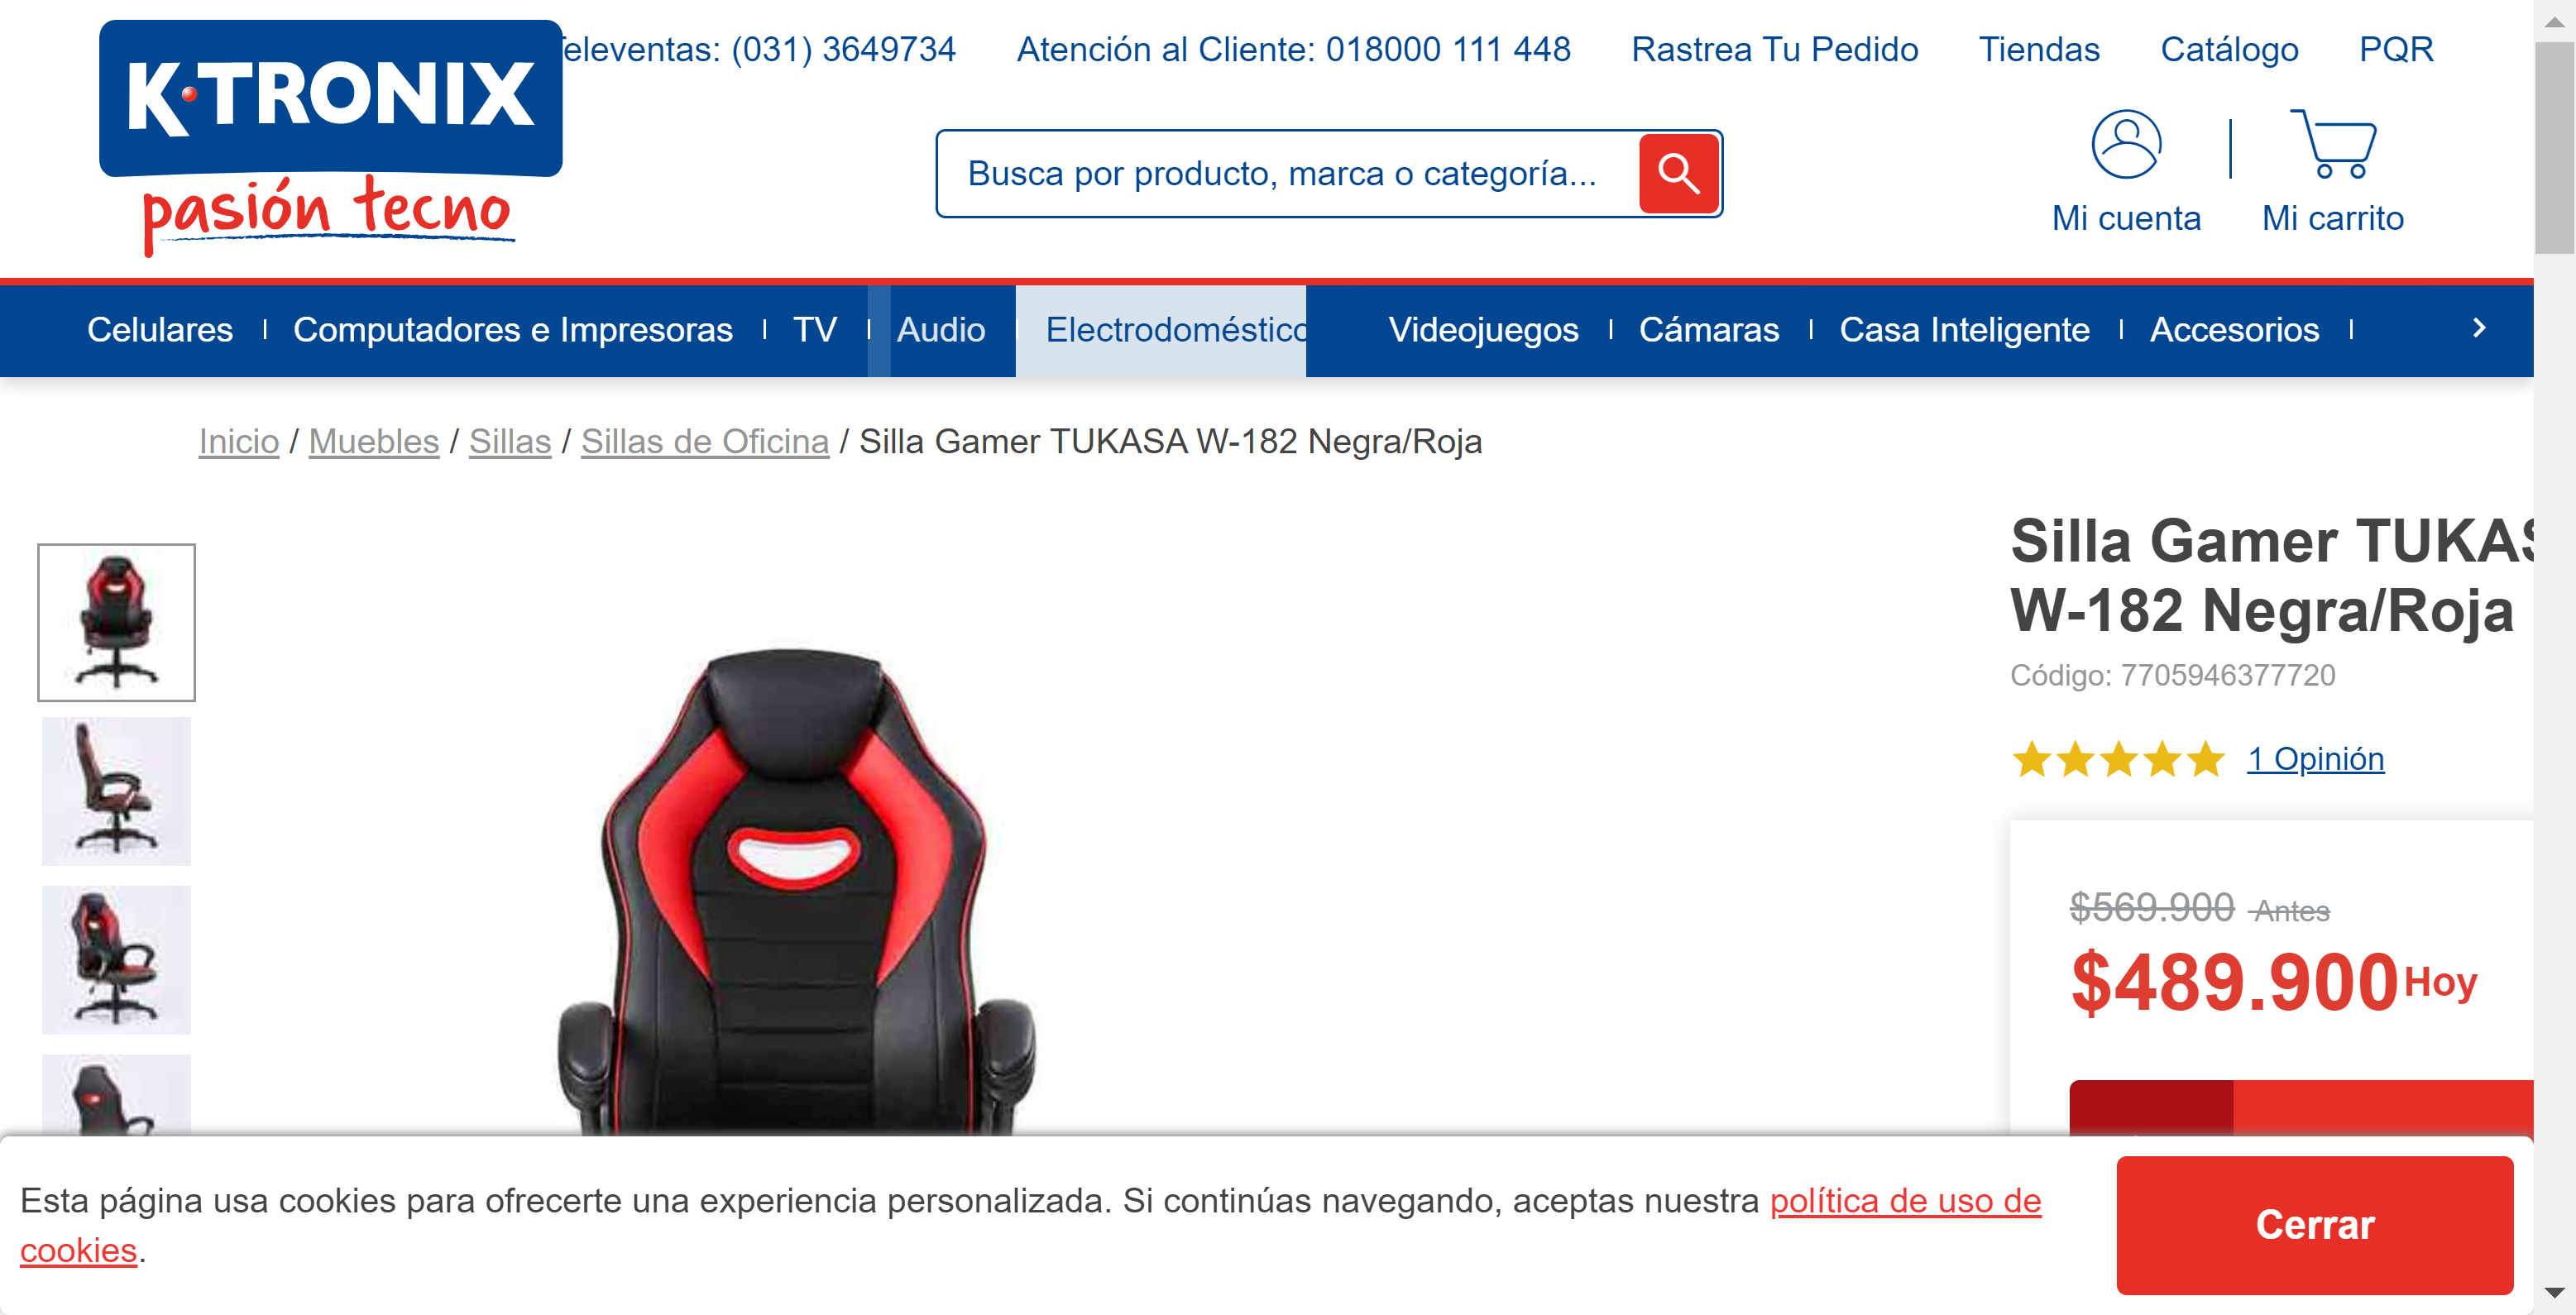 K·TRONIX
pasión tecno
Televentas: (031) 3649734
Atención al Cliente: 018000 111 448
Rastrea Tu Pedido
Tiendas
Catálogo
PQR
Busca por producto, marca o categoría...
Mi cuenta
Mi carrito
Celulares
Computadores e Impresoras
TV
Audio
Electrodoméstico
Videojuegos
Cámaras
Casa Inteligente
Accesorios
Inicio / Muebles / Sillas / Sillas de Oficina / Silla Gamer TUKASA W-182 Negra/Roja
Silla Gamer TUKAS
W-182 Negra/Roja
Código: 7705946377720
1 Opinión
$569.900 Antes
$489.900 Hoy
Esta página usa cookies para ofrecerte una experiencia personalizada. Si continúas navegando, aceptas nuestra política de uso de
cookies.
Cerrar